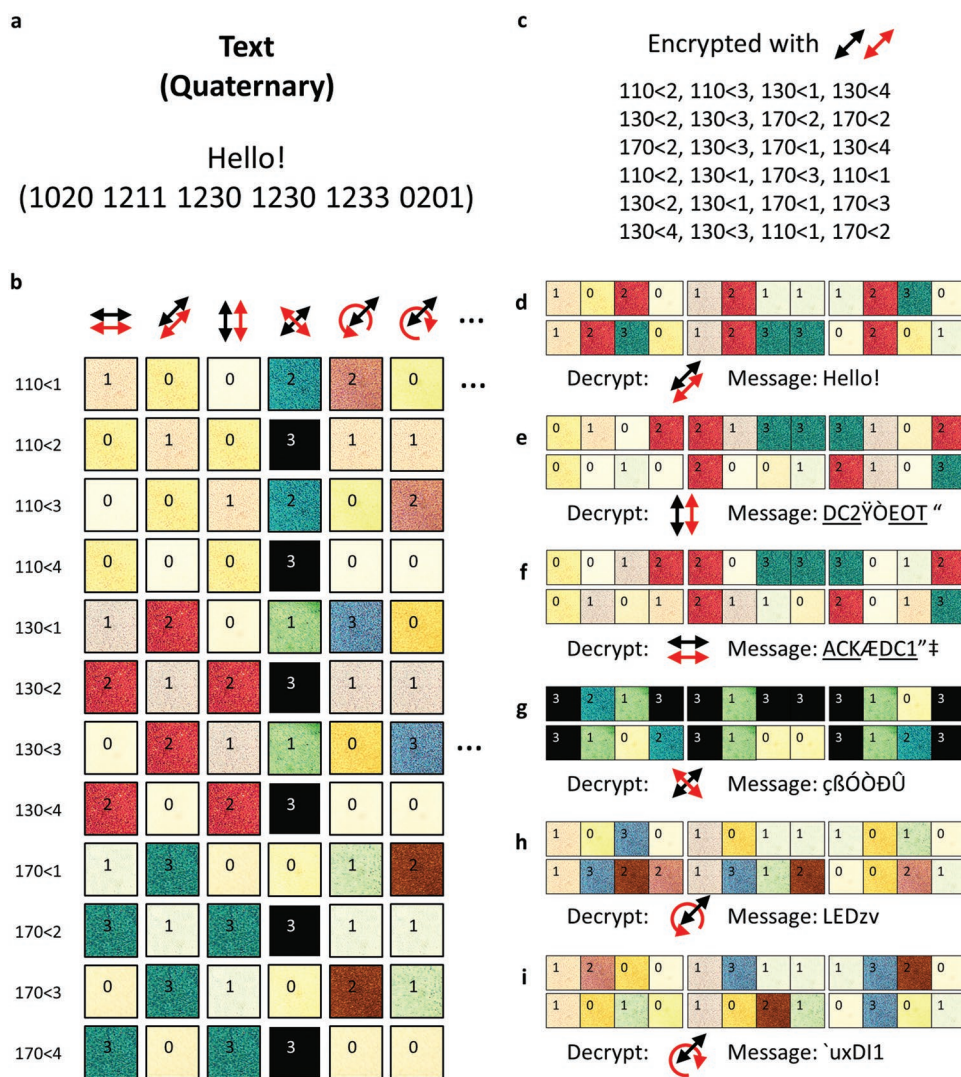 a
Text
(Quaternary)
Hello!
(1020 1211 1230 1230 1233 0201)
b
...
110<1 1 0 0 2 2 0 ...
110<2 0 1 0 3 1 1
110<3 0 0 1 2 0 2
110<4 0 0 0 3 0 0
130<1 1 2 0 1 3 0
130<2 2 1 2 3 1 1
130<3 0 2 1 1 0 3 ...
130<4 2 0 2 3 0 0
170<1 1 3 0 0 1 2
170<2 3 1 3 3 1 1
170<3 0 3 1 0 2 1
170<4 3 0 3 3 0 0
c
Encrypted with
110<2, 110<3, 130<1, 130<4
130<2, 130<3, 170<2, 170<2
170<2, 130<3, 170<1, 130<4
110<2, 130<1, 170<3, 110<1
130<2, 130<1, 170<1, 170<3
130<4, 130<3, 110<1, 170<2
d
1 0 2 0 1 2 1 1 1 2 3 0
1 2 3 0 1 2 3 3 0 2 0 1
Decrypt: Message: Hello!
e
0 1 0 2 2 1 3 3 3 1 0 2
0 0 1 0 2 0 0 1 2 1 0 3
Decrypt: Message: DC2ŸÒEOT “
f
0 0 1 2 2 0 3 3 3 0 1 2
0 1 0 1 2 1 1 0 2 0 1 3
Decrypt: Message: ACKÆDC1”‡
g
3 2 1 3 3 1 3 3 3 1 0 3
3 1 0 2 3 1 0 0 3 1 2 3
Decrypt: Message: çßÓÒÐÛ
h
1 0 3 0 1 0 1 1 1 0 1 0
1 3 2 2 1 3 1 2 0 0 2 1
Decrypt: Message: LEDzv
i
1 2 0 0 1 3 1 1 1 3 2 0
1 0 1 0 1 0 2 1 0 3 0 1
Decrypt: Message: `uxDI1